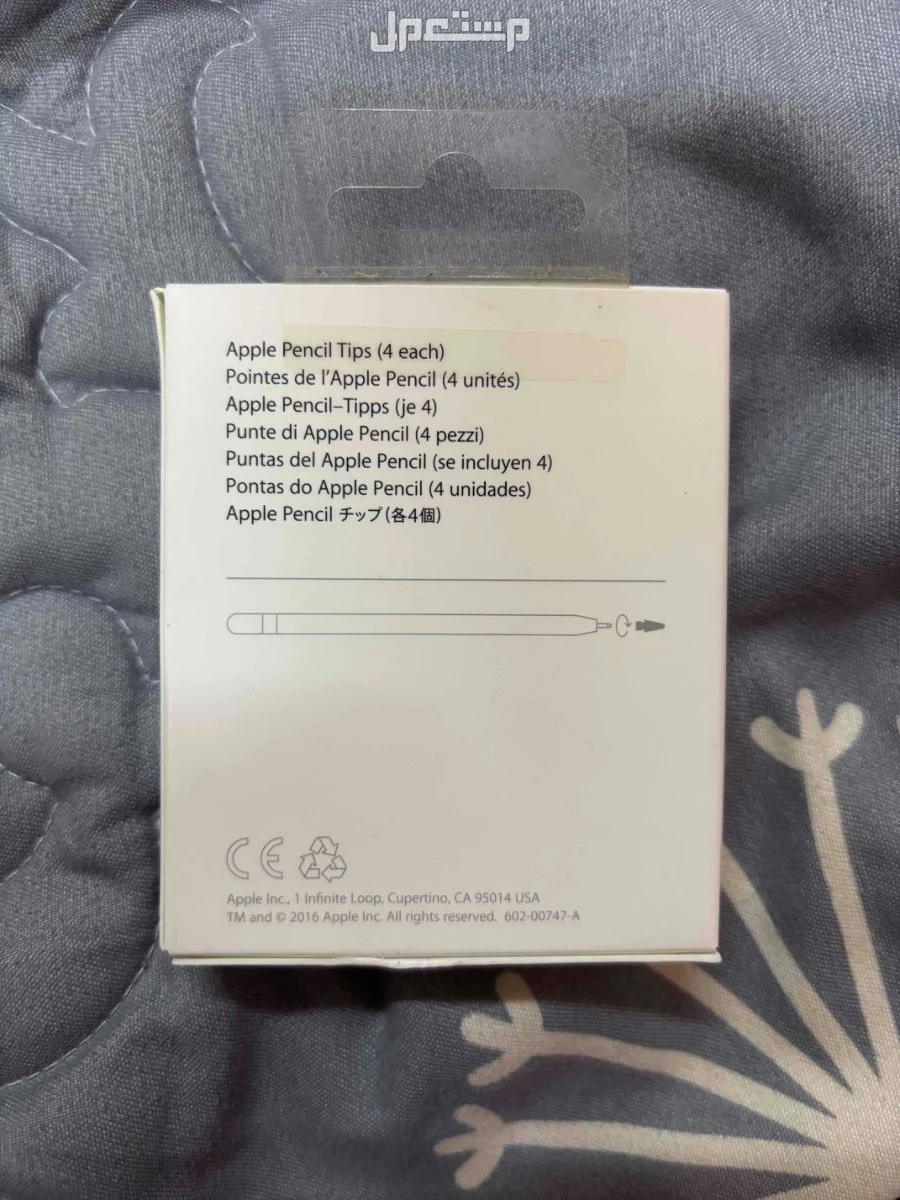 مستعمل
Apple Pencil Tips (4 each)
Pointes de l’Apple Pencil (4 unités)
Apple Pencil–Tipps (je 4)
Punte di Apple Pencil (4 pezzi)
Puntas del Apple Pencil (se incluyen 4)
Pontas do Apple Pencil (4 unidades)
Apple Pencil チップ(各4個)
CE
Apple Inc., 1 Infinite Loop, Cupertino, CA 95014 USA
TM and © 2016 Apple Inc. All rights reserved. 602-00747-A